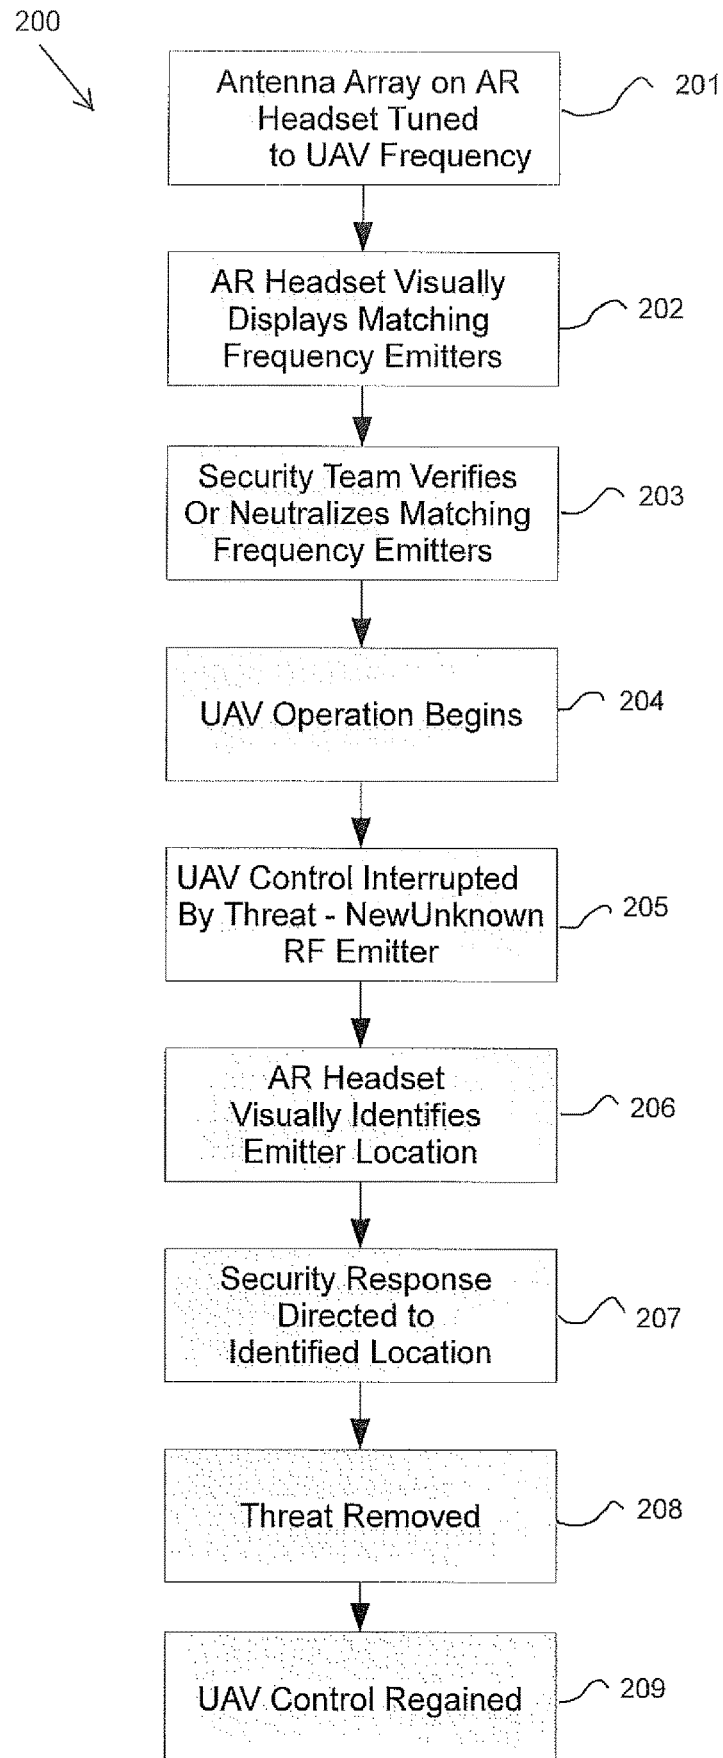 200
Antenna Array on AR
Headset Tuned
to UAV Frequency
201
AR Headset Visually
Displays Matching
Frequency Emitters
202
Security Team Verifies
Or Neutralizes Matching
Frequency Emitters
203
UAV Operation Begins
204
UAV Control Interrupted
By Threat - NewUnknown
RF Emitter
205
AR Headset
Visually Identifies
Emitter Location
206
Security Response
Directed to
Identified Location
207
Threat Removed
208
UAV Control Regained
209